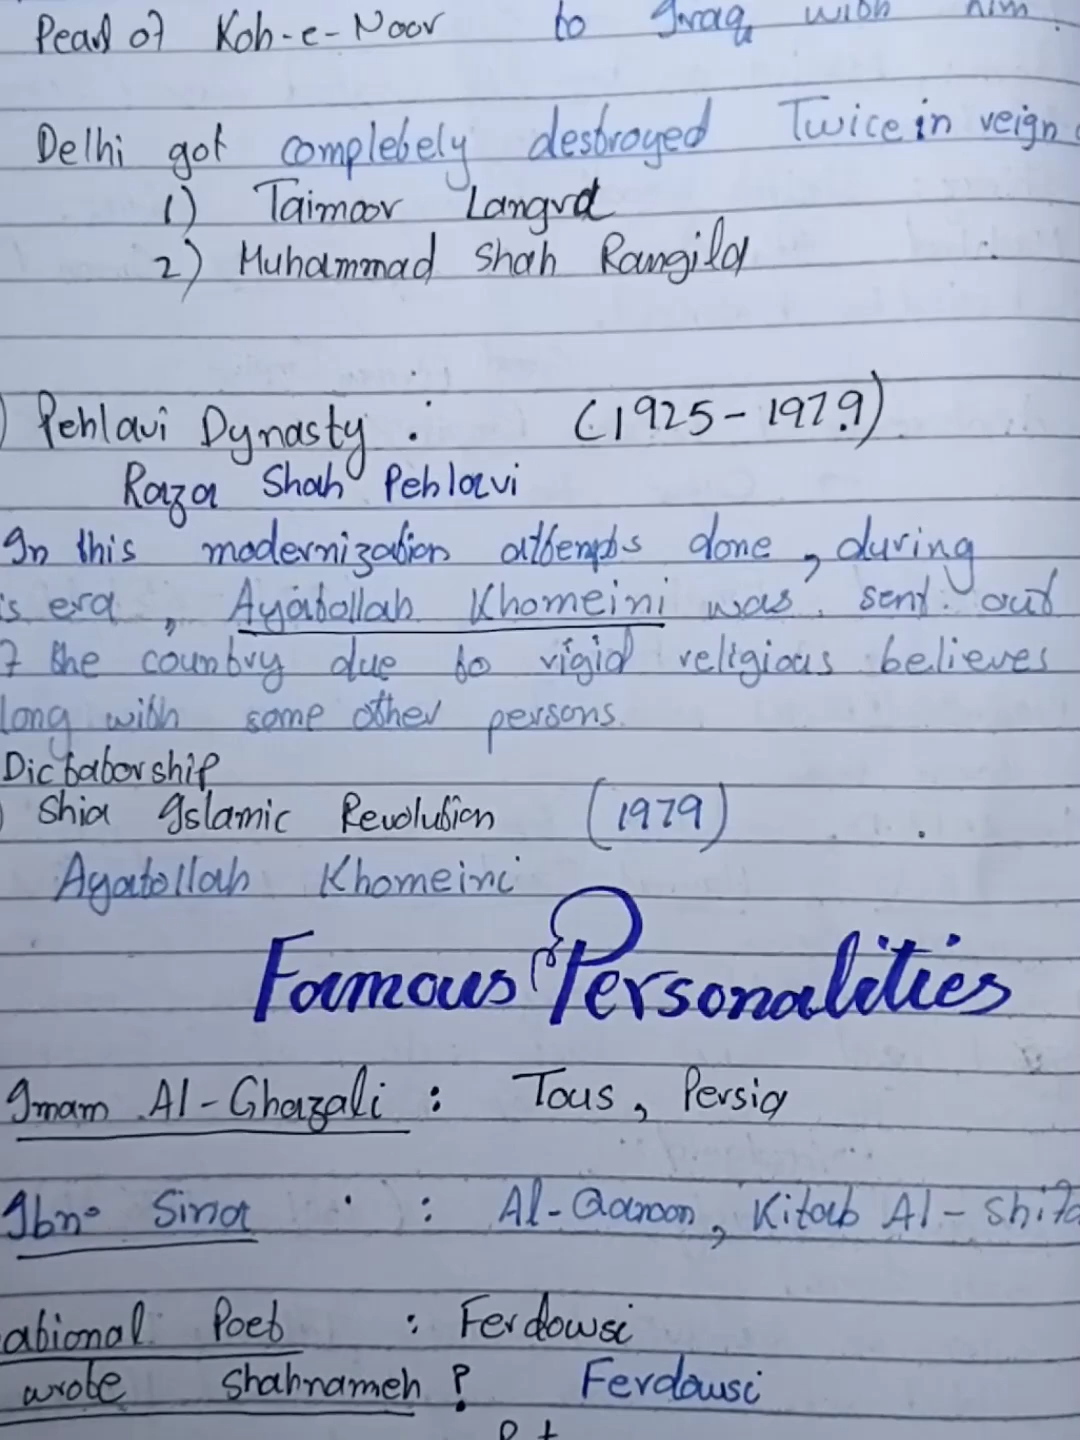 Pearl of Koh-e-Noor to Iraq with him.
Delhi got completely destroyed Twice in reign
1) Taimoor Langra
2) Muhammad Shah Rangila
) Pehlavi Dynasty : (1925-1979)
Raza Shah Pehlavi
In this modernization attempts done, during
is era, Ayatollah Khomeini was sent out
f the country due to rigid religious believes
long with some other persons.
Dictatorship
) Shia Islamic Revolution (1979)
Ayatollah Khomeini
Famous Personalities
Imam Al-Ghazali : Tous, Persia
Ibn Sina : Al-Qanoon, Kitab Al-Shifa
ational Poet : Ferdowsi
wrote Shahnameh ? Ferdowsi